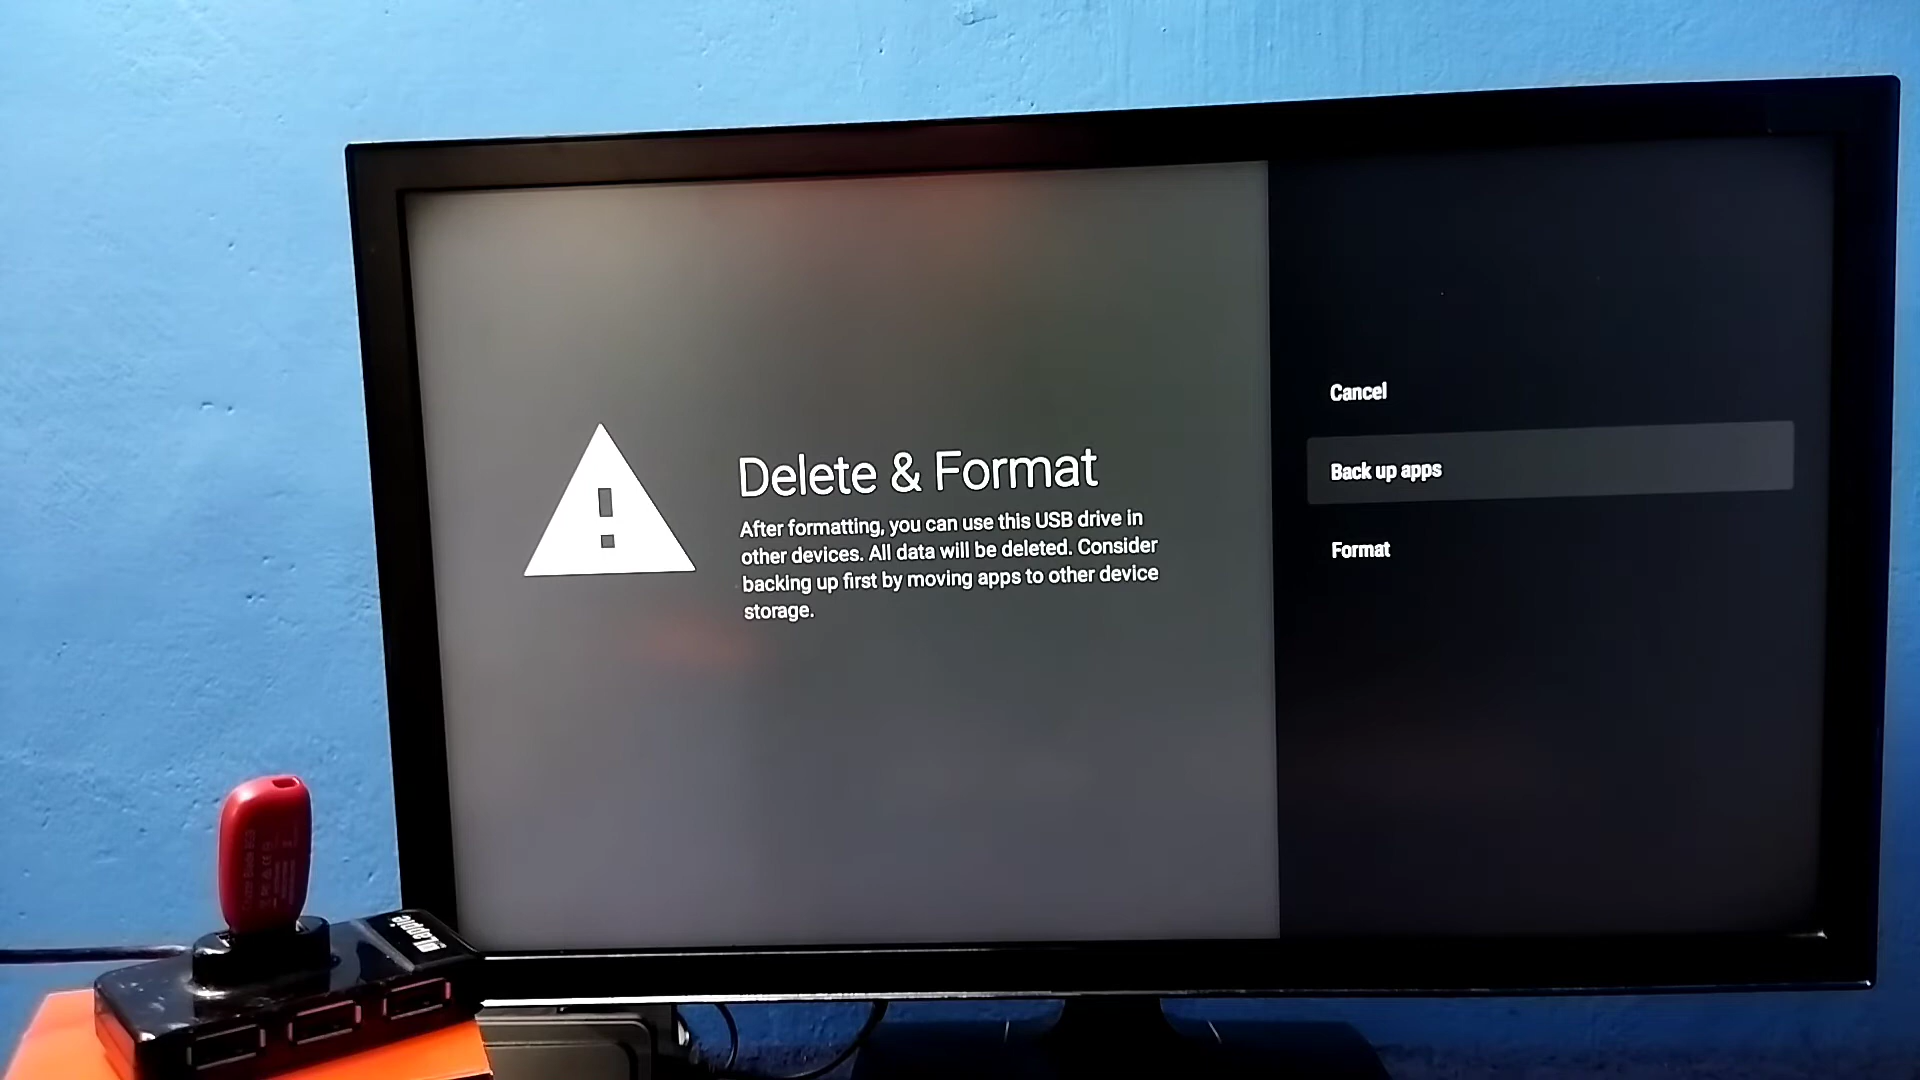 Delete & Format
After formatting, you can use this USB drive in
other devices. All data will be deleted. Consider
backing up first by moving apps to other device
storage.
Cancel
Back up apps
Format
Lapple